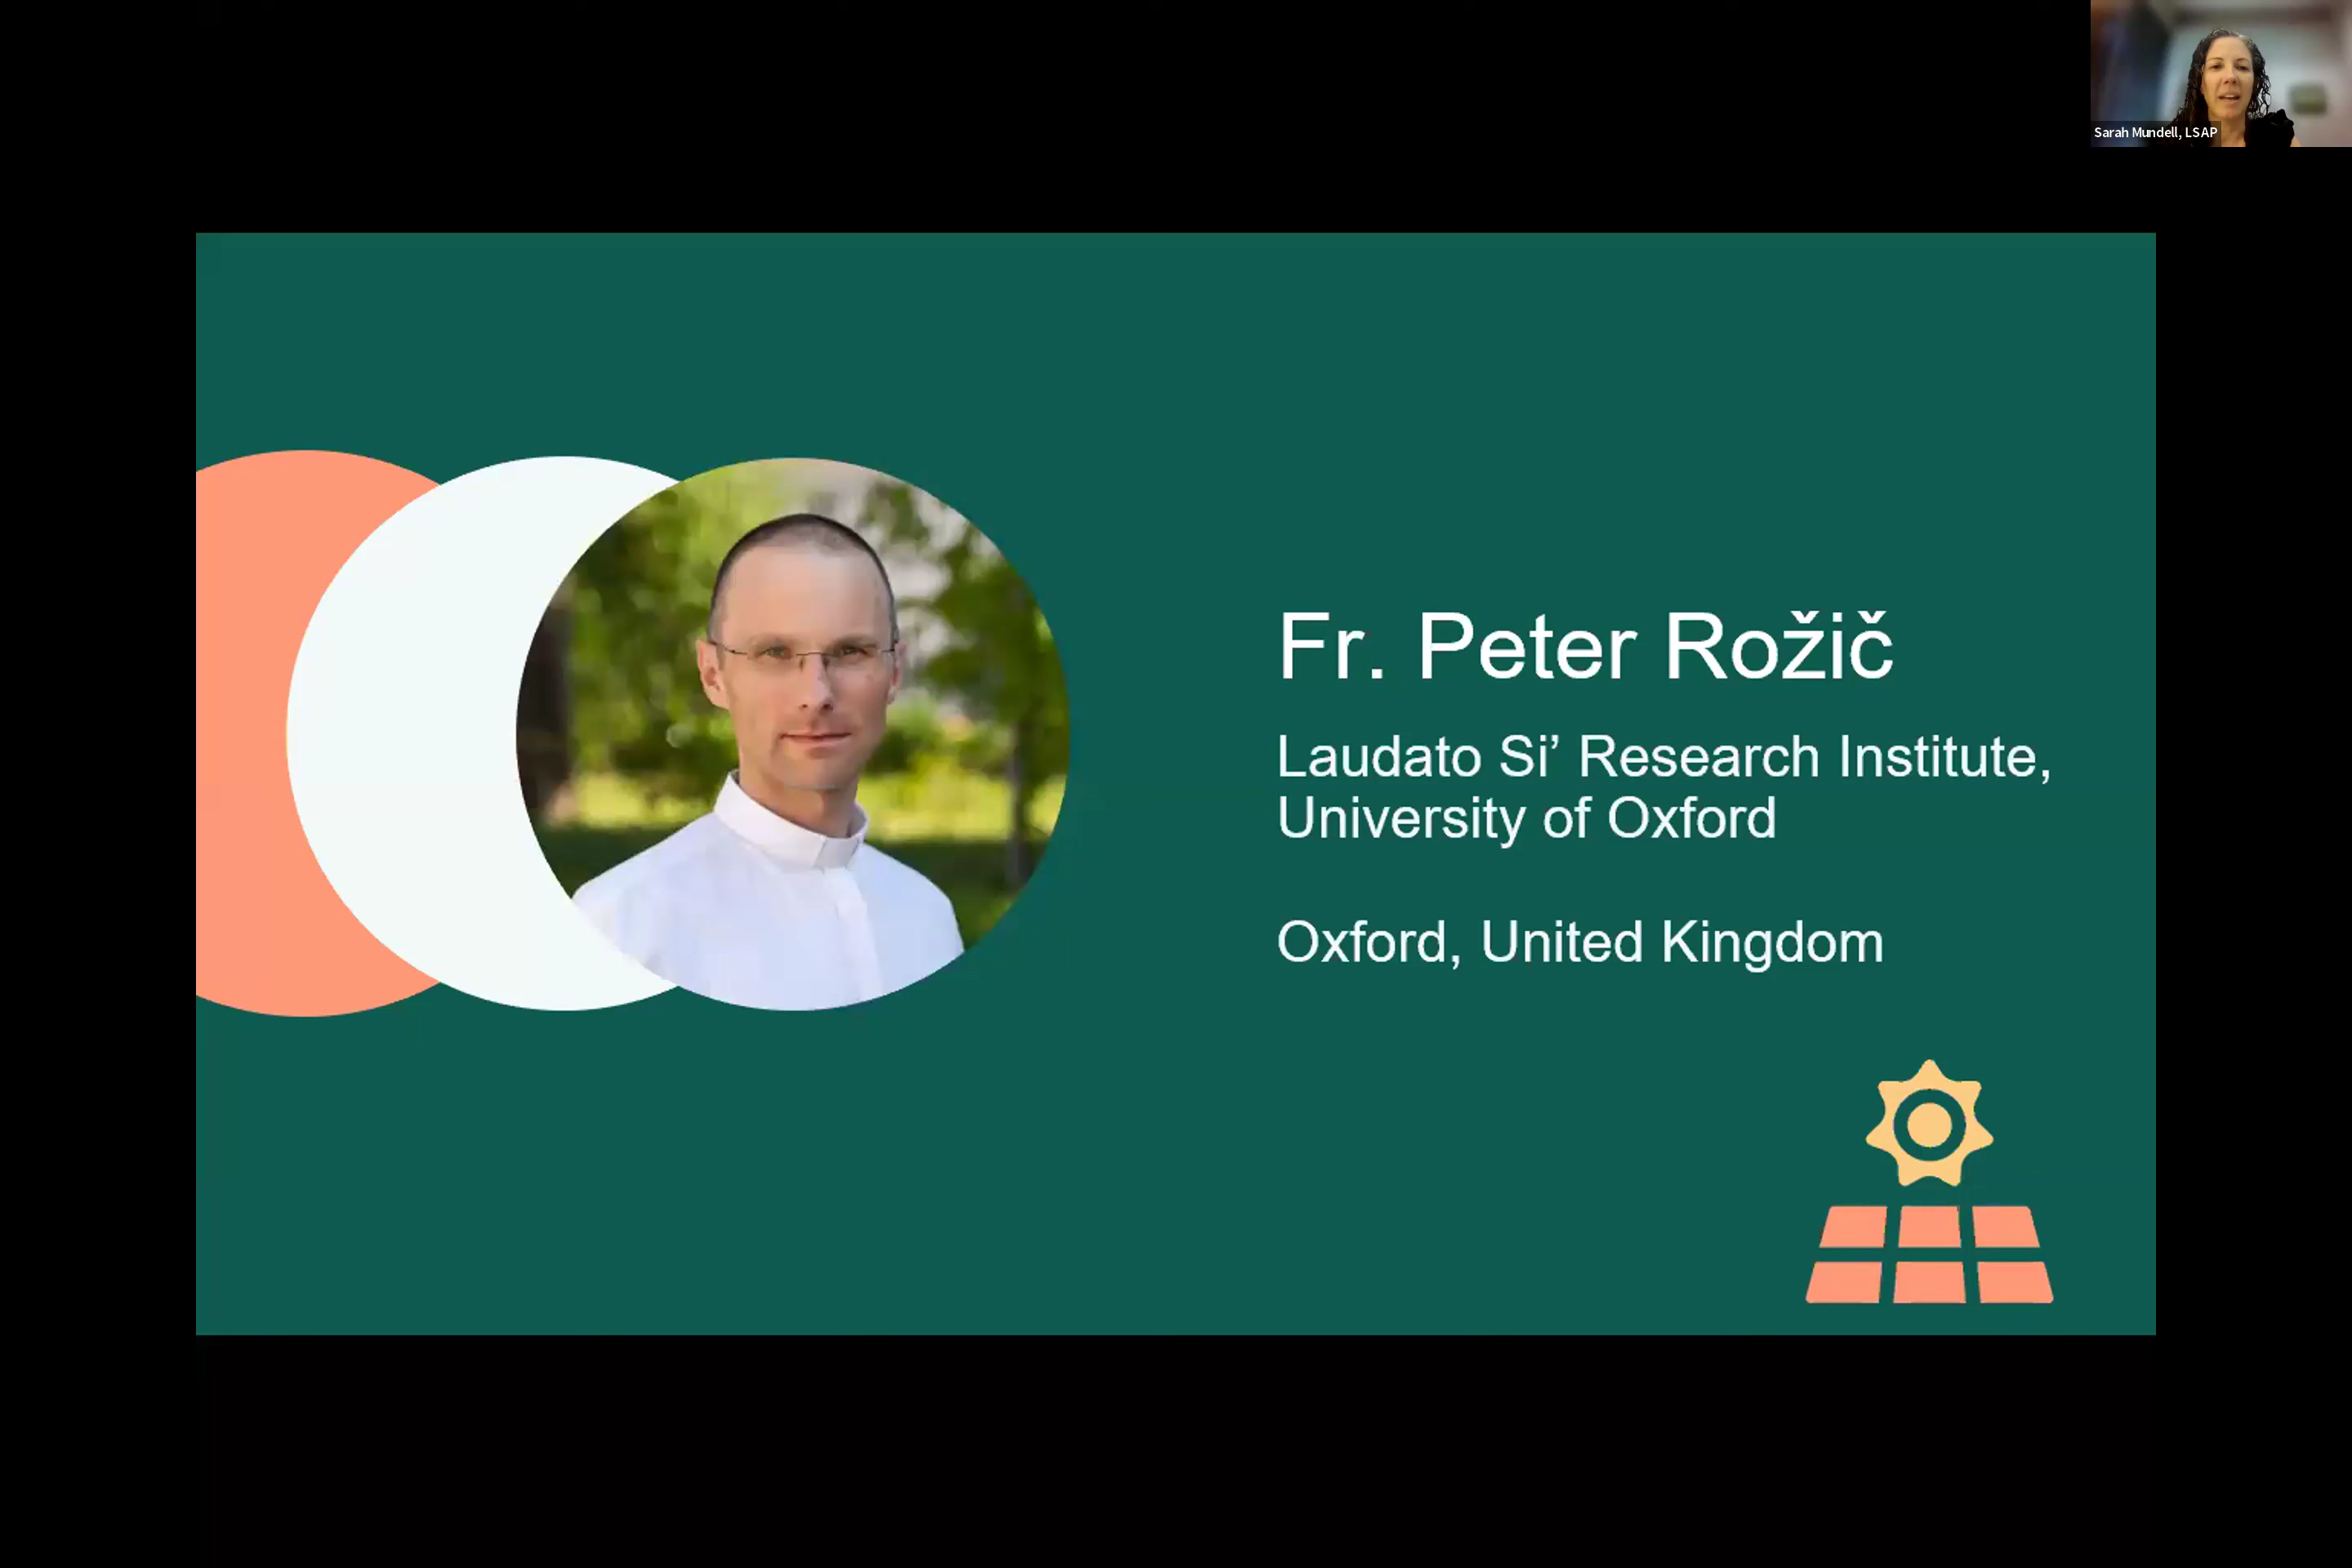 Sarah Mundell, LSAP
Fr. Peter Rožič
Laudato Si’ Research Institute,
University of Oxford
Oxford, United Kingdom